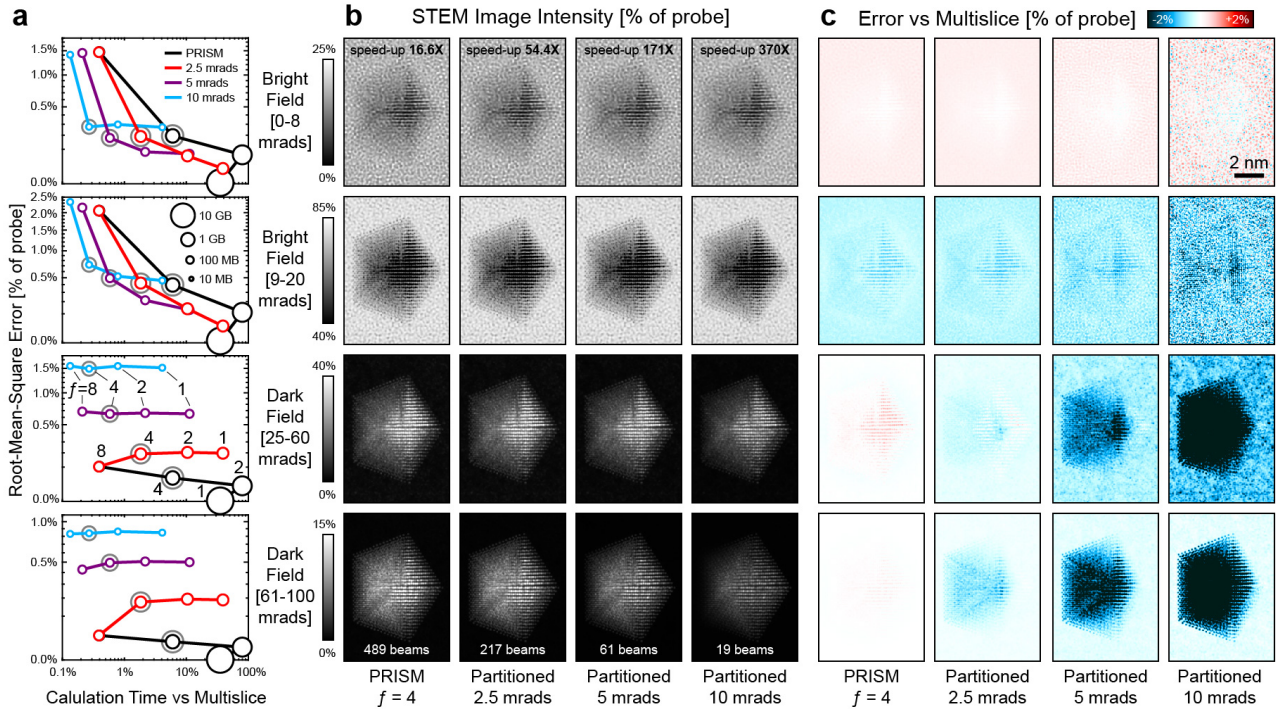 a
b
STEM Image Intensity [% of probe]
c
Error vs Multislice [% of probe]
-2%
+2%
Root-Mean-Square Error [% of probe]
1.5%
1.0%
0.5%
0.0%
PRISM
2.5 mrads
5 mrads
10 mrads
25%
Bright
Field
[0-8
mrads]
0%
speed-up 16.6X
speed-up 54.4X
speed-up 171X
speed-up 370X
2 nm
2.5%
2.0%
1.5%
1.0%
0.5%
0.0%
10 GB
1 GB
100 MB
10 MB
85%
Bright
Field
[9-20
mrads]
40%
1.5%
1.0%
0.5%
0.0%
f=8
4
2
1
8
4
2
1
4
1
2
40%
Dark
Field
[25-60
mrads]
0%
1.0%
0.5%
0.0%
0.1%
1%
10%
100%
Calulation Time vs Multislice
15%
Dark
Field
[61-100
mrads]
0%
489 beams
217 beams
61 beams
19 beams
PRISM
f = 4
Partitioned
2.5 mrads
Partitioned
5 mrads
Partitioned
10 mrads
PRISM
f = 4
Partitioned
2.5 mrads
Partitioned
5 mrads
Partitioned
10 mrads